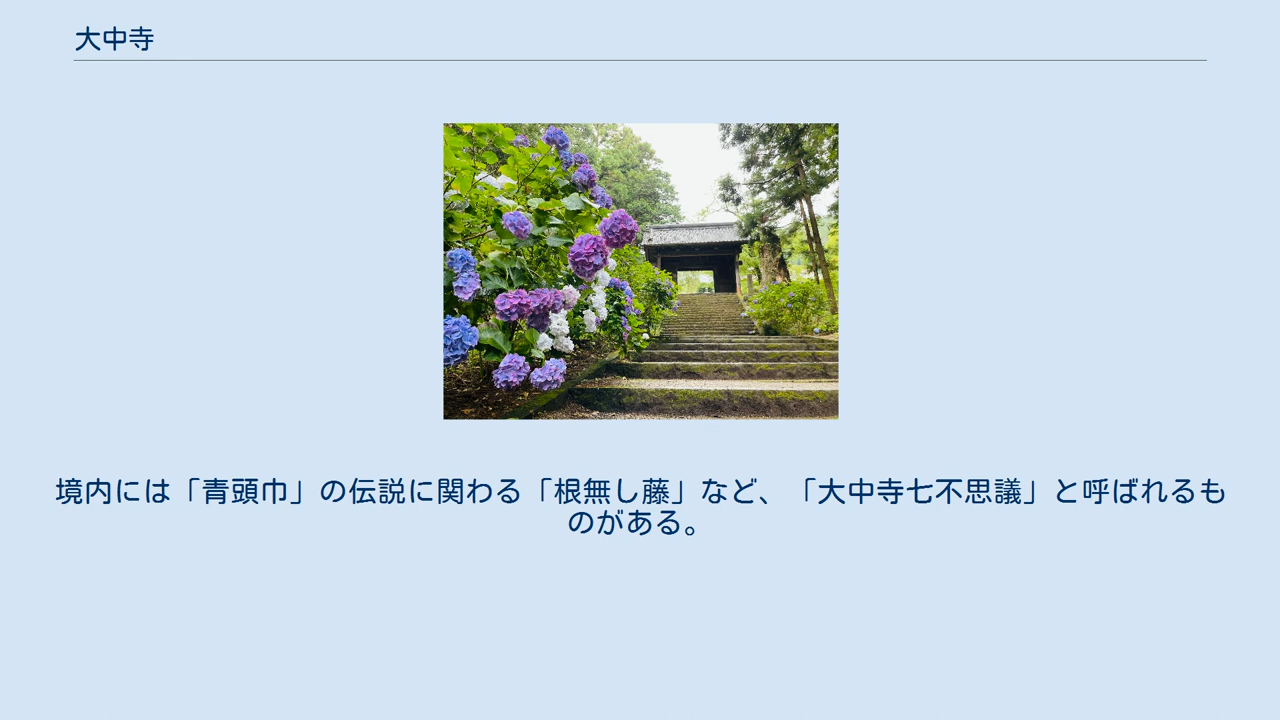 大中寺
境内には「青頭巾」の伝説に関わる「根無し藤」など、「大中寺七不思議」と呼ばれるも
のがある。